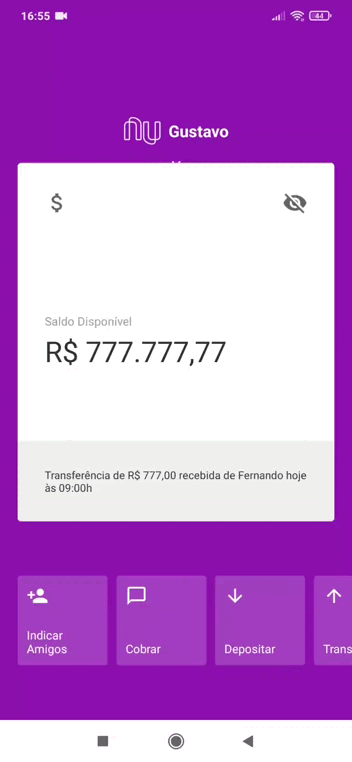 16:55
44
nu Gustavo
$
Saldo Disponível
R$ 777.777,77
Transferência de R$ 777,00 recebida de Fernando hoje
às 09:00h
Indicar
Amigos
Cobrar
Depositar
Trans